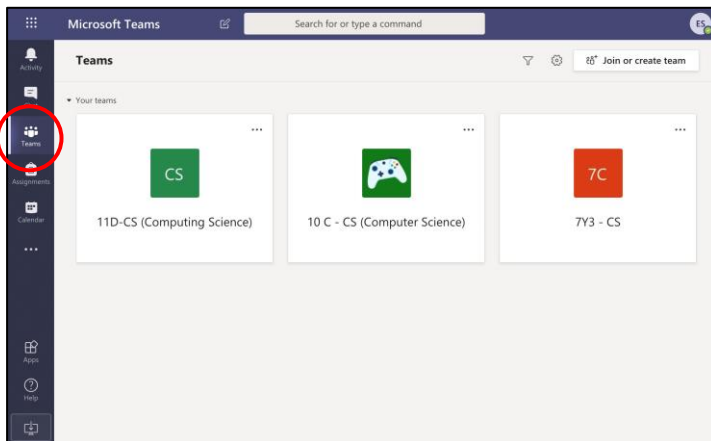 Microsoft Teams
Search for or type a command
ES
Activity
Chat
Teams
Assignments
Calendar
Apps
Help
Teams
Join or create team
Your teams
CS
11D-CS (Computing Science)
10 C - CS (Computer Science)
7C
7Y3 - CS